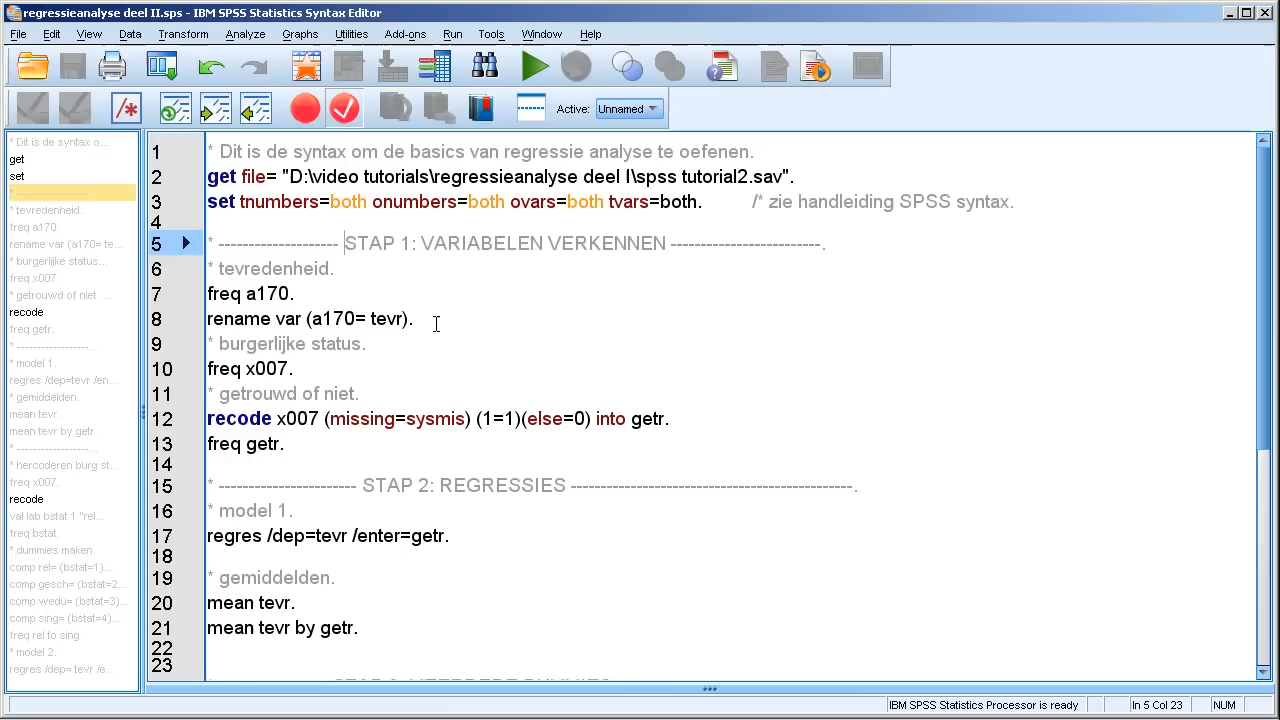 regressieanalyse deel II.sps - IBM SPSS Statistics Syntax Editor
File Edit View Data Transform Analyze Graphs Utilities Add-ons Run Tools Window Help
Active: Unnamed
* Dit is de syntax o...
get
set
* -------------------...
* tevredenheid.
freq a170.
rename var (a170= te...
* burgerlijke status...
freq x007.
* getrouwd of niet. ...
recode
freq getr.
* ------------------...
* model 1.
regres /dep=tevr /en...
* gemiddelden.
mean tevr.
mean tevr by getr.
* ------------------...
* hercoderen burg st...
freq x007.
recode
val lab bstat 1 "rel...
freq bstat.
* dummies maken.
comp rel= (bstat=1)...
comp gesch= (bstat=2...
comp wedu= (bstat=3)...
comp sing= (bstat=4)...
freq rel to sing.
* model 2.
regres /dep= tevr /e...
1 * Dit is de syntax om de basics van regressie analyse te oefenen.
2 get file= "D:\video tutorials\regressieanalyse deel I\spss tutorial2.sav".
3 set tnumbers=both onumbers=both ovars=both tvars=both. /* zie handleiding SPSS syntax.
4
5 * -------------------- STAP 1: VARIABELEN VERKENNEN -------------------------.
6 * tevredenheid.
7 freq a170.
8 rename var (a170= tevr).
9 * burgerlijke status.
10 freq x007.
11 * getrouwd of niet.
12 recode x007 (missing=sysmis) (1=1)(else=0) into getr.
13 freq getr.
14
15 * ----------------------- STAP 2: REGRESSIES -----------------------------------------------.
16 * model 1.
17 regres /dep=tevr /enter=getr.
18
19 * gemiddelden.
20 mean tevr.
21 mean tevr by getr.
22
23
IBM SPSS Statistics Processor is ready In 5 Col 23 NUM